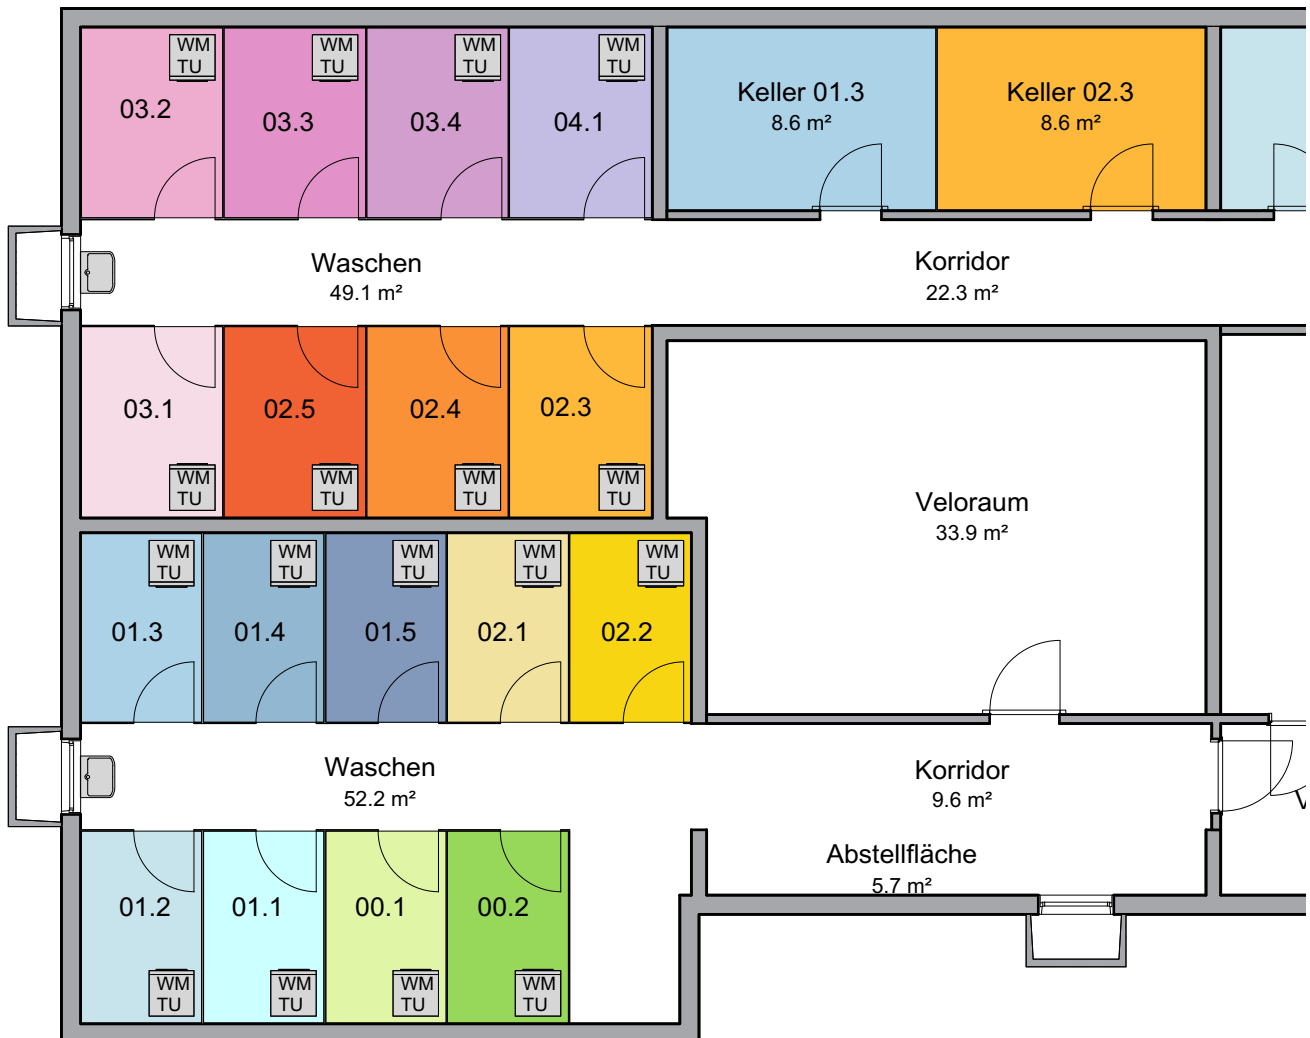 WM
TU
WM
TU
WM
TU
WM
TU
03.2
03.3
03.4
04.1
Keller 01.3
8.6 m²
Keller 02.3
8.6 m²
Waschen
49.1 m²
Korridor
22.3 m²
03.1
02.5
02.4
02.3
WM
TU
WM
TU
WM
TU
WM
TU
Veloraum
33.9 m²
WM
TU
WM
TU
WM
TU
WM
TU
WM
TU
01.3
01.4
01.5
02.1
02.2
Waschen
52.2 m²
Korridor
9.6 m²
Abstellfläche
5.7 m²
01.2
01.1
00.1
00.2
WM
TU
WM
TU
WM
TU
WM
TU